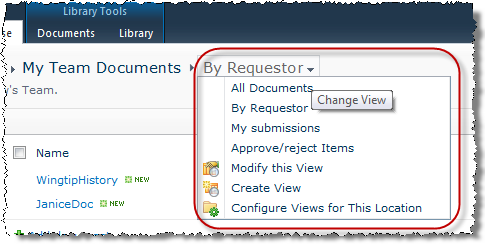 Library Tools
se Documents Library
My Team Documents By Requestor
y's Team.
All Documents
Change View
By Requestor
My submissions
Approve/reject Items
Modify this View
Create View
Configure Views for This Location
Name
WingtipHistory NEW
JaniceDoc NEW